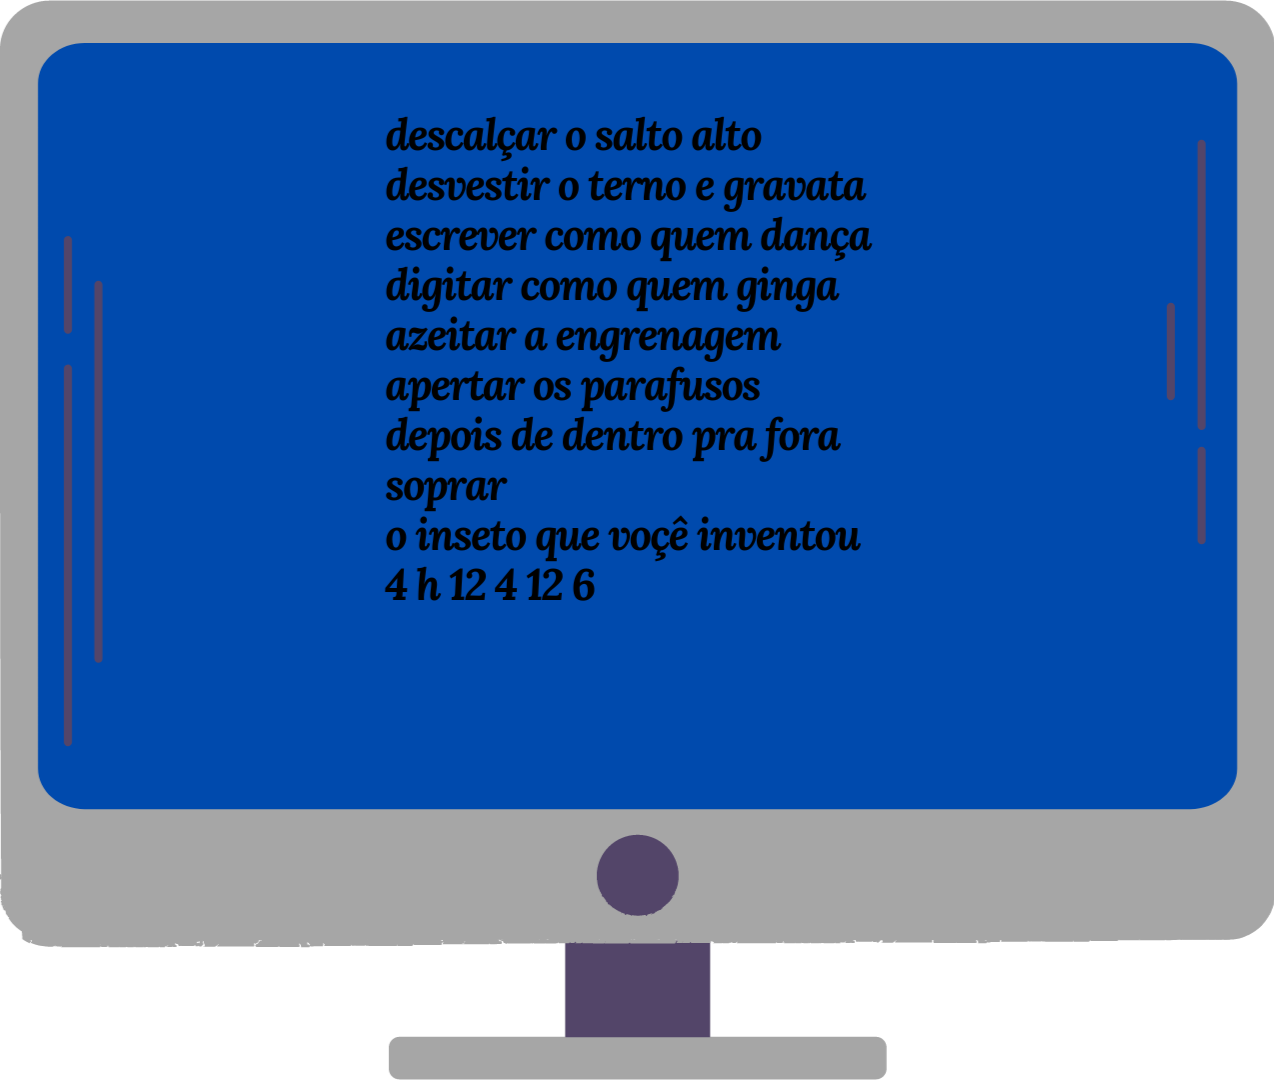 descalçar o salto alto
desvestir o terno e gravata
escrever como quem dança
digitar como quem ginga
azeitar a engrenagem
apertar os parafusos
depois de dentro pra fora
soprar
o inseto que voçê inventou
4 h 12 4 12 6